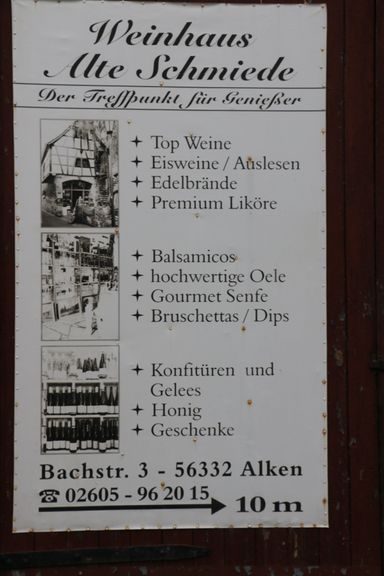 Weinhaus
Alte Schmiede
Der Treffpunkt für Genießer
Top Weine
Eisweine / Auslesen
Edelbrände
Premium Liköre
Balsamicos
hochwertige Oele
Gourmet Senfe
Bruschettas / Dips
Konfitüren und
Gelees
Honig
Geschenke
Bachstr. 3 - 56332 Alken
☎ 02605 - 96 20 15
10 m